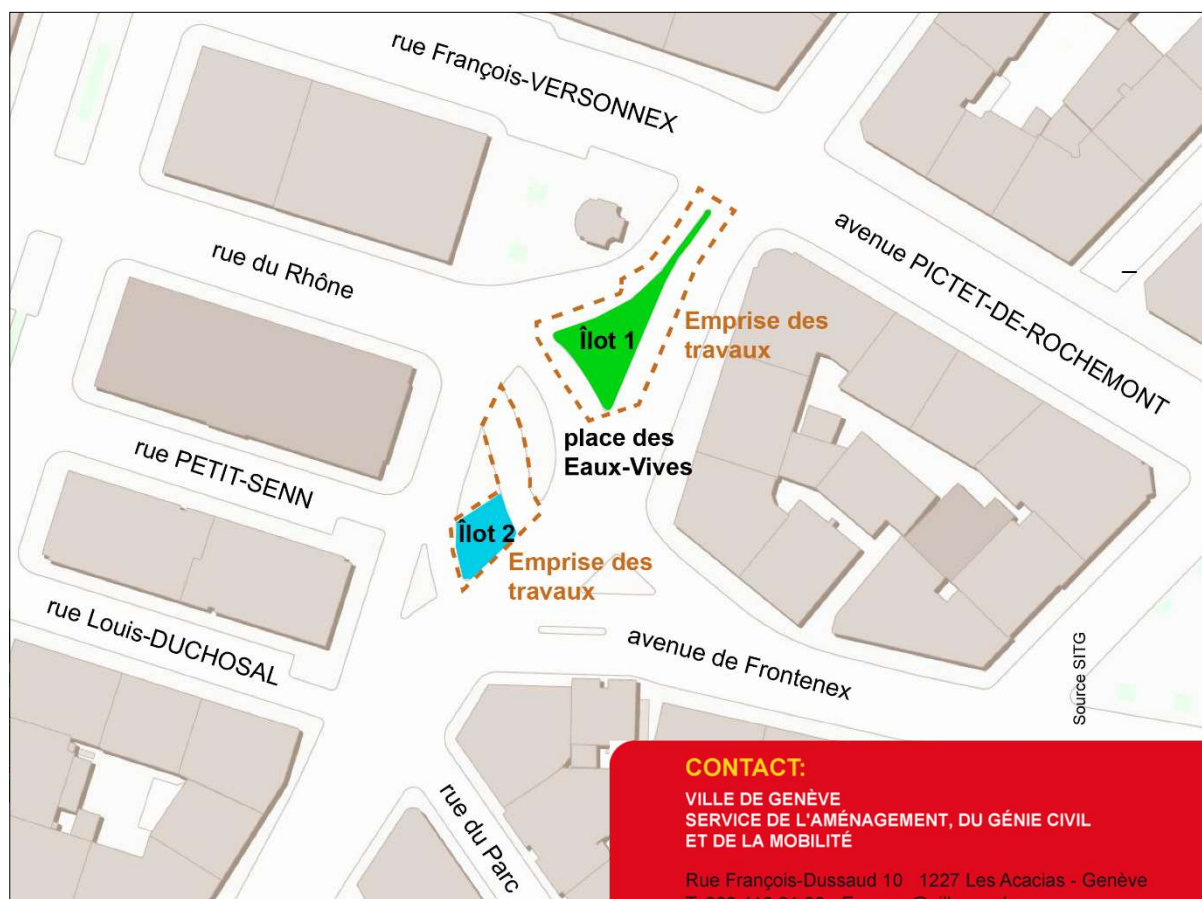 rue François-VERSONNEX
avenue PICTET-DE-ROCHEMONT
rue du Rhône
Îlot 1
Emprise des
travaux
place des
Eaux-Vives
rue PETIT-SENN
Îlot 2
Emprise des
travaux
rue Louis-DUCHOSAL
avenue de Frontenex
Source SITG
rue du Parc
CONTACT:
VILLE DE GENÈVE
SERVICE DE L'AMÉNAGEMENT, DU GÉNIE CIVIL
ET DE LA MOBILITÉ
Rue François-Dussaud 10 1227 Les Acacias - Genève